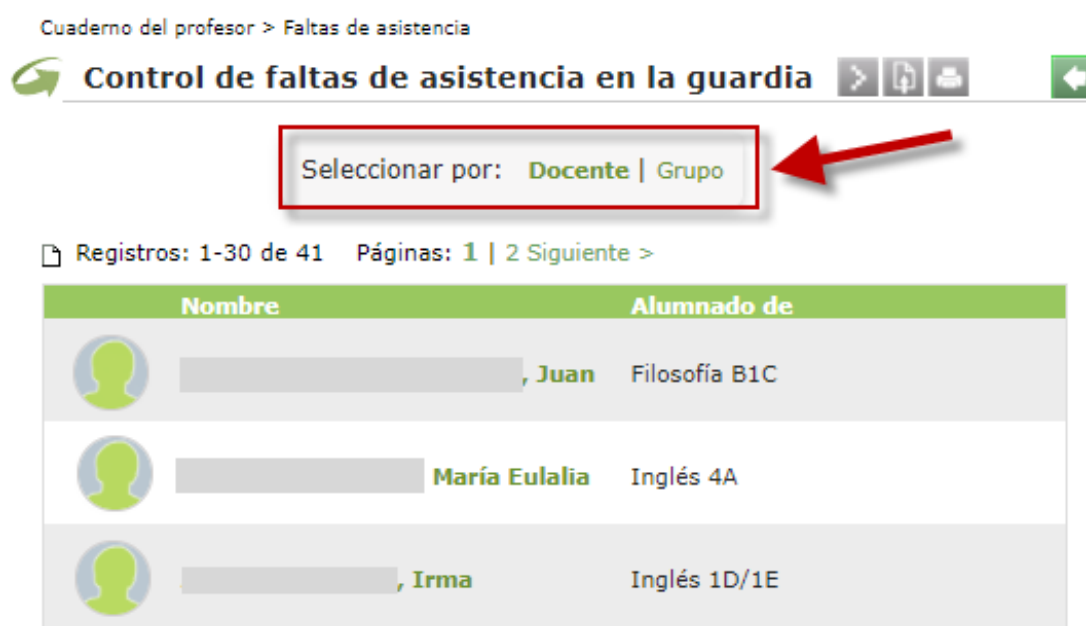 Cuaderno del profesor > Faltas de asistencia
Control de faltas de asistencia en la guardia
Seleccionar por: Docente | Grupo
Registros: 1-30 de 41 Páginas: 1 | 2 Siguiente >
Nombre Alumnado de
, Juan Filosofía B1C
María Eulalia Inglés 4A
, Irma Inglés 1D/1E